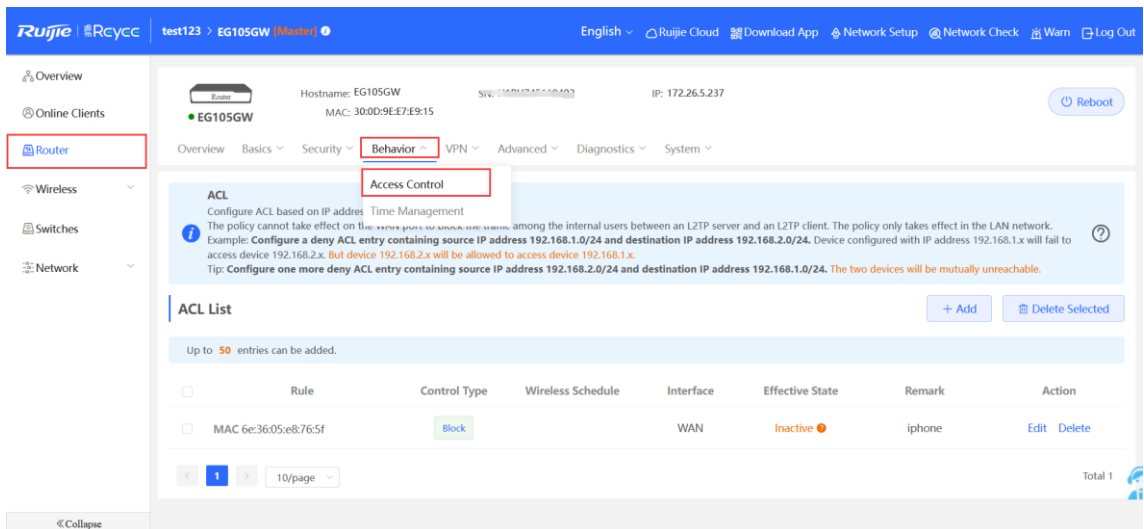 Ruijie | Reyee test123 > EG105GW [Master] English Ruijie Cloud Download App Network Setup Network Check Warn Log Out
Overview
Online Clients
Router
Wireless
Switches
Network
Collapse
Router
EG105GW
Hostname: EG105GW
SN:
IP: 172.26.5.237
MAC: 30:0D:9E:E7:E9:15
Reboot
Overview Basics Security Behavior VPN Advanced Diagnostics System
Access Control
Time Management
ACL
Configure ACL based on IP addres
The policy cannot take effect on the WAN port to block the traffic among the internal users between an L2TP server and an L2TP client. The policy only takes effect in the LAN network.
Example: Configure a deny ACL entry containing source IP address 192.168.1.0/24 and destination IP address 192.168.2.0/24. Device configured with IP address 192.168.1.x will fail to
access device 192.168.2.x. But device 192.168.2.x will be allowed to access device 192.168.1.x.
Tip: Configure one more deny ACL entry containing source IP address 192.168.2.0/24 and destination IP address 192.168.1.0/24. The two devices will be mutually unreachable.
ACL List
+ Add
Delete Selected
Up to 50 entries can be added.
Rule Control Type Wireless Schedule Interface Effective State Remark Action
MAC 6e:36:05:e8:76:5f Block WAN Inactive iphone Edit Delete
< 1 > 10/page Total 1